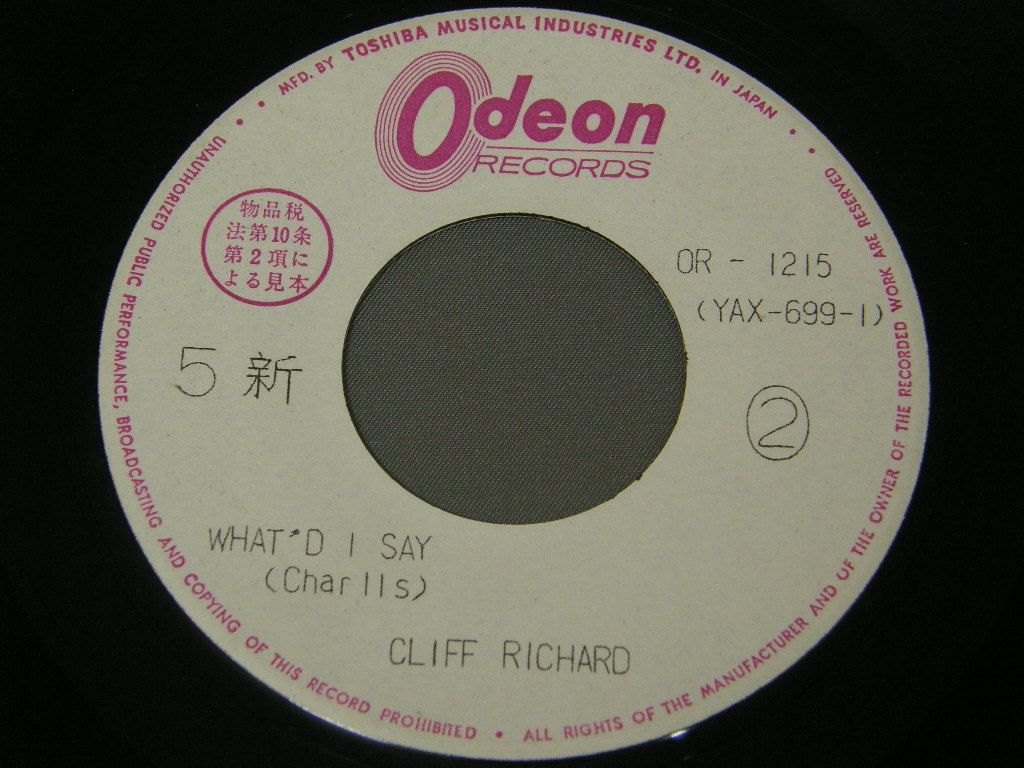 MFD. BY TOSHIBA MUSICAL INDUSTRIES LTD. IN JAPAN
Odeon
RECORDS
物品税
法第10条
第2項に
よる見本
OR - 1215
(YAX-699-1)
5 新
2
WHAT'D I SAY
(Charlls)
CLIFF RICHARD
UNAUTHORIZED PUBLIC PERFORMANCE, BROADCASTING AND COPYING OF THIS RECORD PROHIBITED • ALL RIGHTS OF THE MANUFACTURER AND OF THE OWNER OF THE RECORDED WORK ARE RESERVED